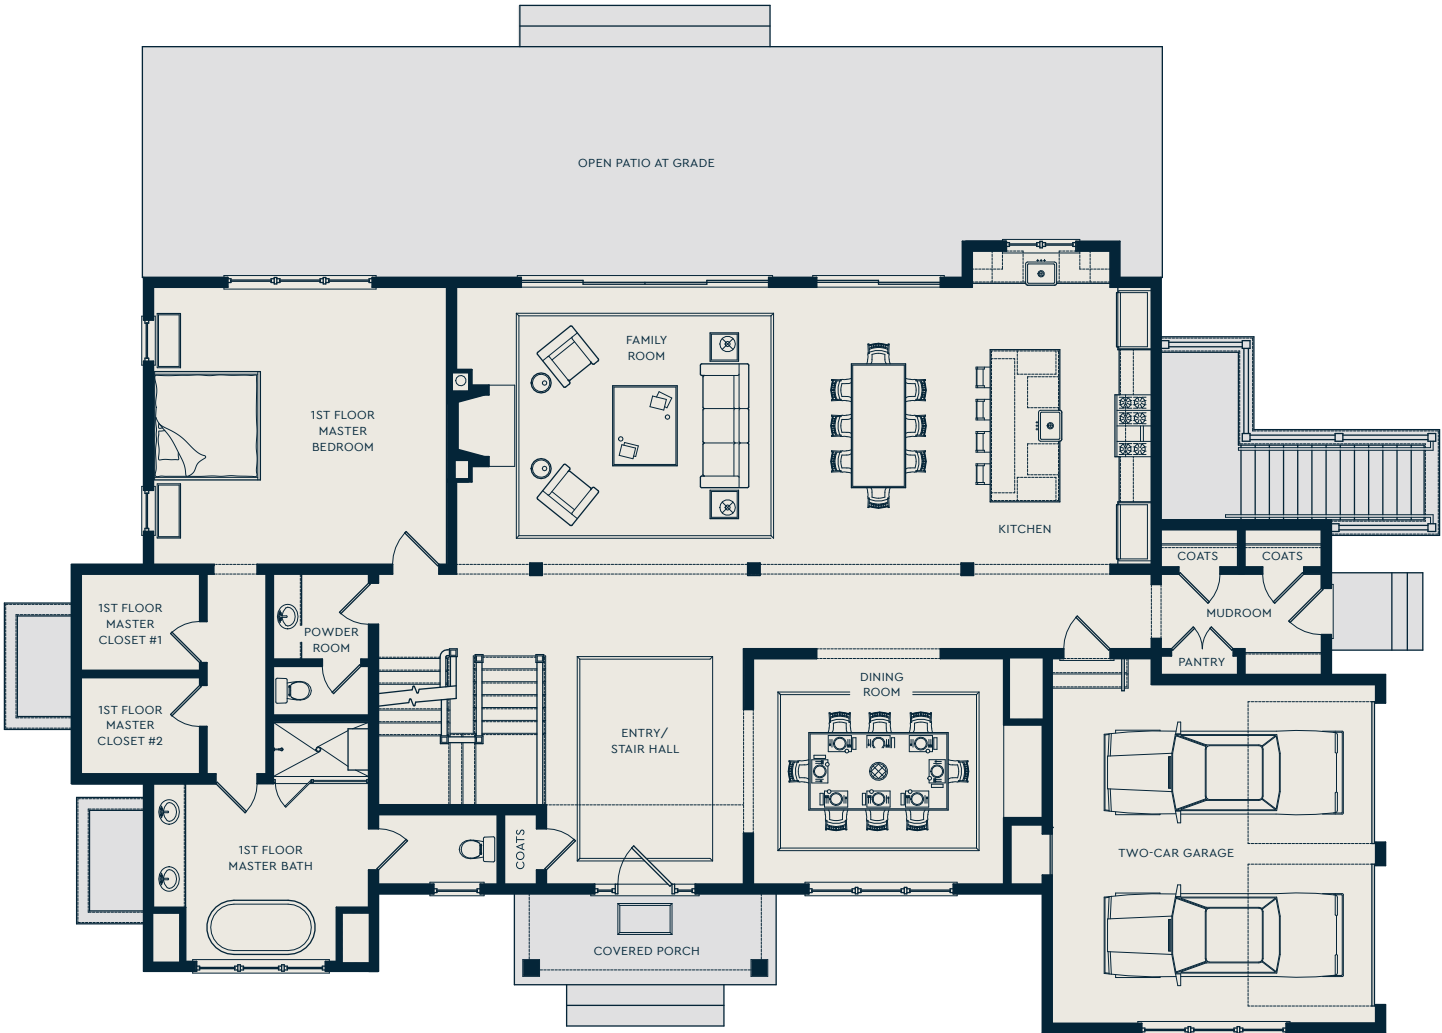 OPEN PATIO AT GRADE
FAMILY
ROOM
1ST FLOOR
MASTER
BEDROOM
KITCHEN
COATS
COATS
1ST FLOOR
MASTER
CLOSET #1
POWDER
ROOM
MUDROOM
PANTRY
1ST FLOOR
MASTER
CLOSET #2
DINING
ROOM
ENTRY/
STAIR HALL
1ST FLOOR
MASTER BATH
COATS
TWO-CAR GARAGE
COVERED PORCH